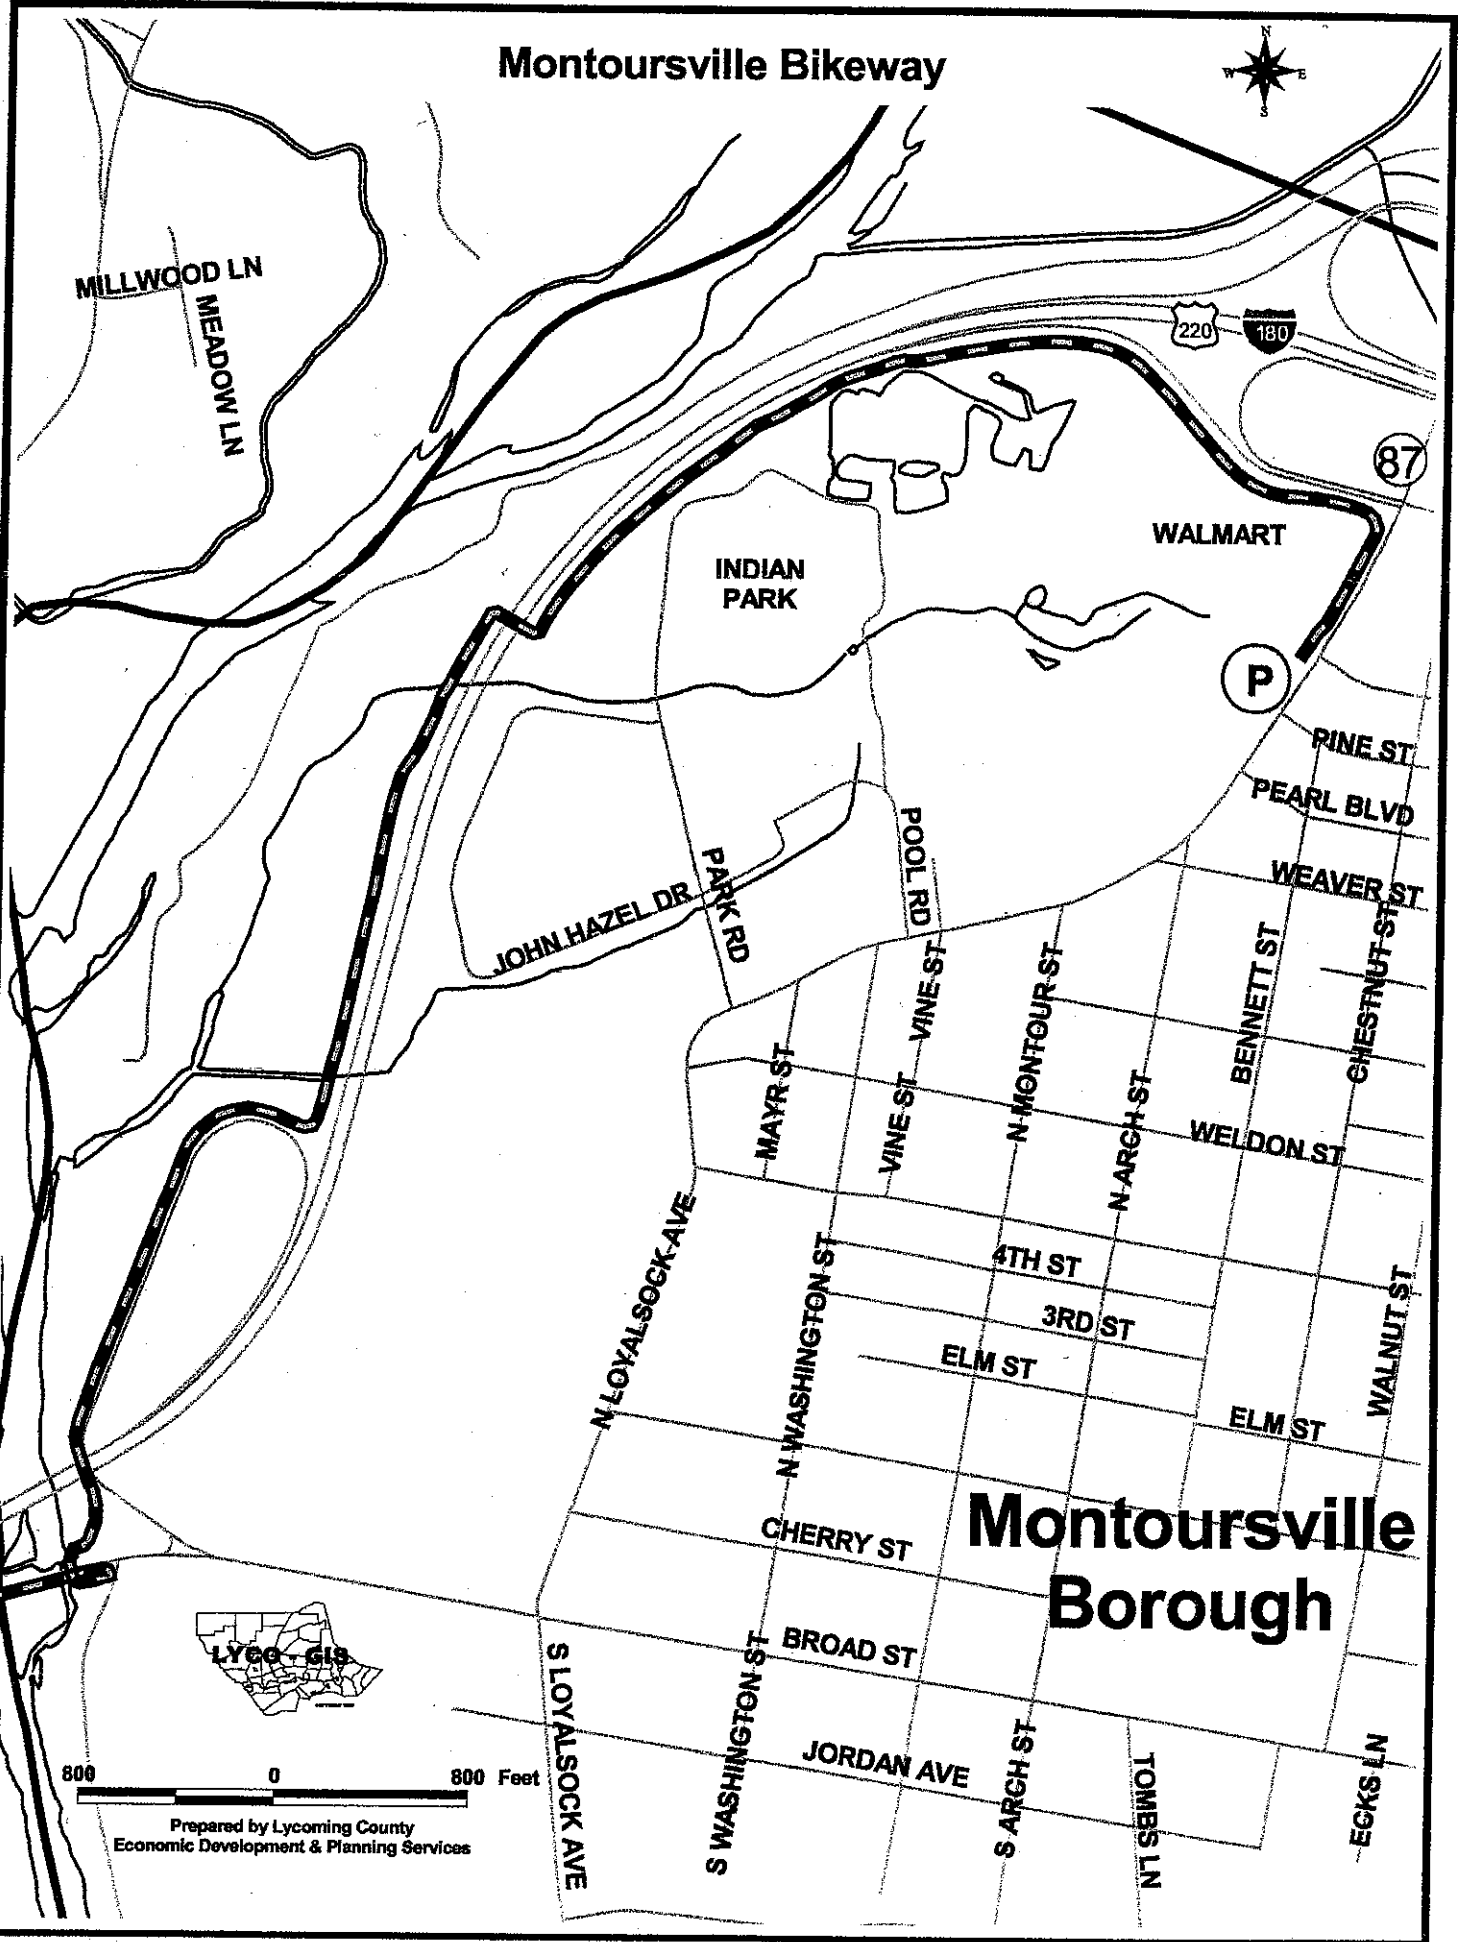 Montoursville Bikeway
N
W
E
S
MILLWOOD LN
MEADOW LN
220
180
87
WALMART
INDIAN
PARK
P
PINE ST
PEARL BLVD
WEAVER ST
POOL RD
PARK RD
JOHN HAZEL DR
VINE ST
N MONTOUR ST
BENNETT ST
CHESTNUT ST
MAYR ST
VINE ST
N ARCH ST
WELDON ST
N LOYALSOCK AVE
N WASHINGTON ST
4TH ST
3RD ST
ELM ST
WALNUT ST
ELM ST
Montoursville
Borough
CHERRY ST
BROAD ST
LYCO - GIS
S LOYALSOCK AVE
S WASHINGTON ST
JORDAN AVE
S ARCH ST
TOMBS LN
ECKS LN
800 0 800 Feet
Prepared by Lycoming County
Economic Development & Planning Services